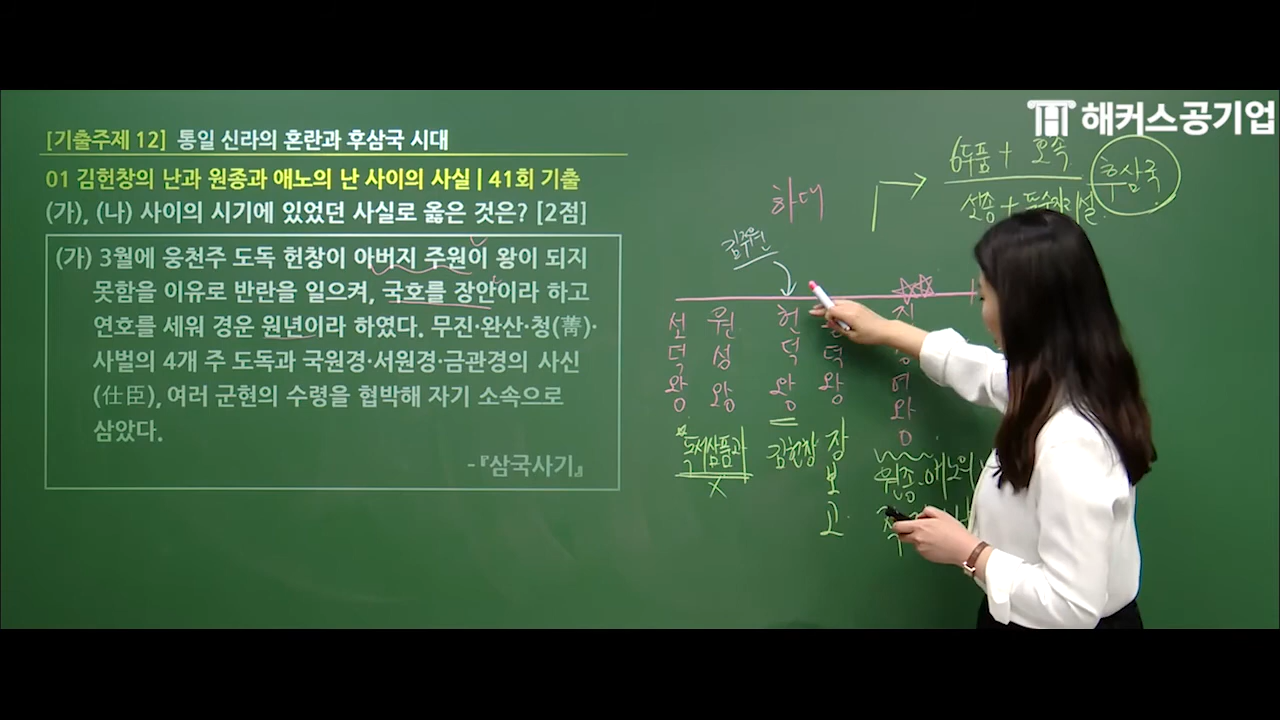 해커스공기업
[기출주제 12] 통일 신라의 혼란과 후삼국 시대
01 김헌창의 난과 원종과 애노의 난 사이의 사실 | 41회 기출
(가), (나) 사이의 시기에 있었던 사실로 옳은 것은? [2점]
(가) 3월에 웅천주 도독 헌창이 아버지 주원이 왕이 되지
못함을 이유로 반란을 일으켜, 국호를 장안이라 하고
연호를 세워 경운 원년이라 하였다. 무진·완산·청(菁)·
사벌의 4개 주 도독과 국원경·서원경·금관경의 사신
(仕臣), 여러 군현의 수령을 협박해 자기 소속으로
삼았다.
-『삼국사기』
6두품 + 호족
선종 + 풍수지리설
후삼국
하대
김주원
선덕왕
원성왕
헌덕왕
덕왕
독서삼품과
X
김헌창
장보고
원종·애노의